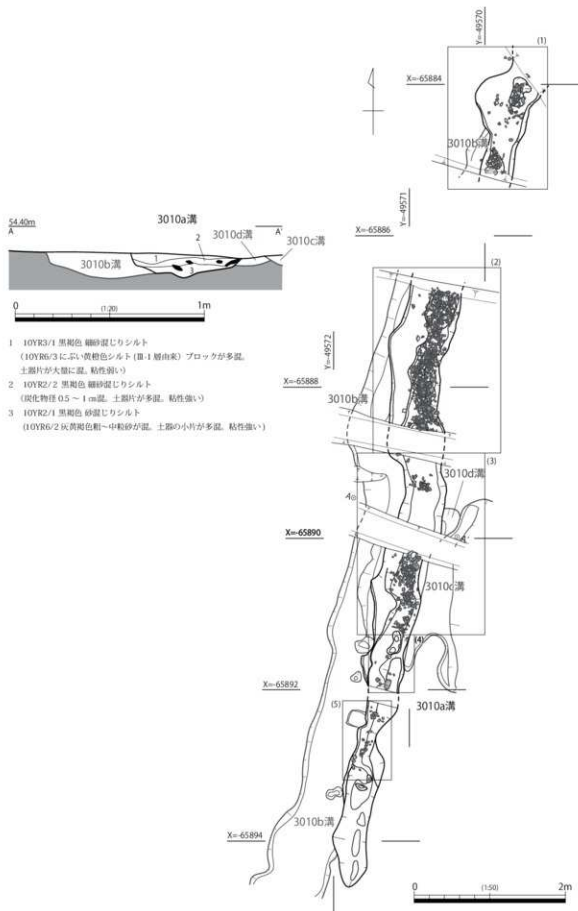 Y=-49570
(1)
X=-65884
3010b溝
Y=-49571
3010a溝
54.40m
A
A'
1
2
3
3010b溝
3010d溝
3010c溝
0
(1:20)
1m
1 10YR3/1 黒褐色 細砂混じりシルト
（10YR6/3 にぶい黄橙色シルト (Ⅲ-1 層由来）ブロックが多混。
土器片が大量に混。粘性弱い）
2 10YR2/2 黒褐色 細砂混じりシルト
（炭化物径 0.5 ～ 1 ㎝混。土器片が多混。粘性強い）
3 10YR2/1 黒褐色 砂混じりシルト
（10YR6/2 灰黄褐色粗～中粒砂が混。土器の小片が多混。粘性強い）
X=-65886
(2)
Y=-49572
X=-65888
3010b溝
(3)
3010d溝
A
A'
X=-65890
3010c溝
(4)
X=-65892
(5)
3010a溝
3010b溝
X=-65894
0
(1:50)
2m